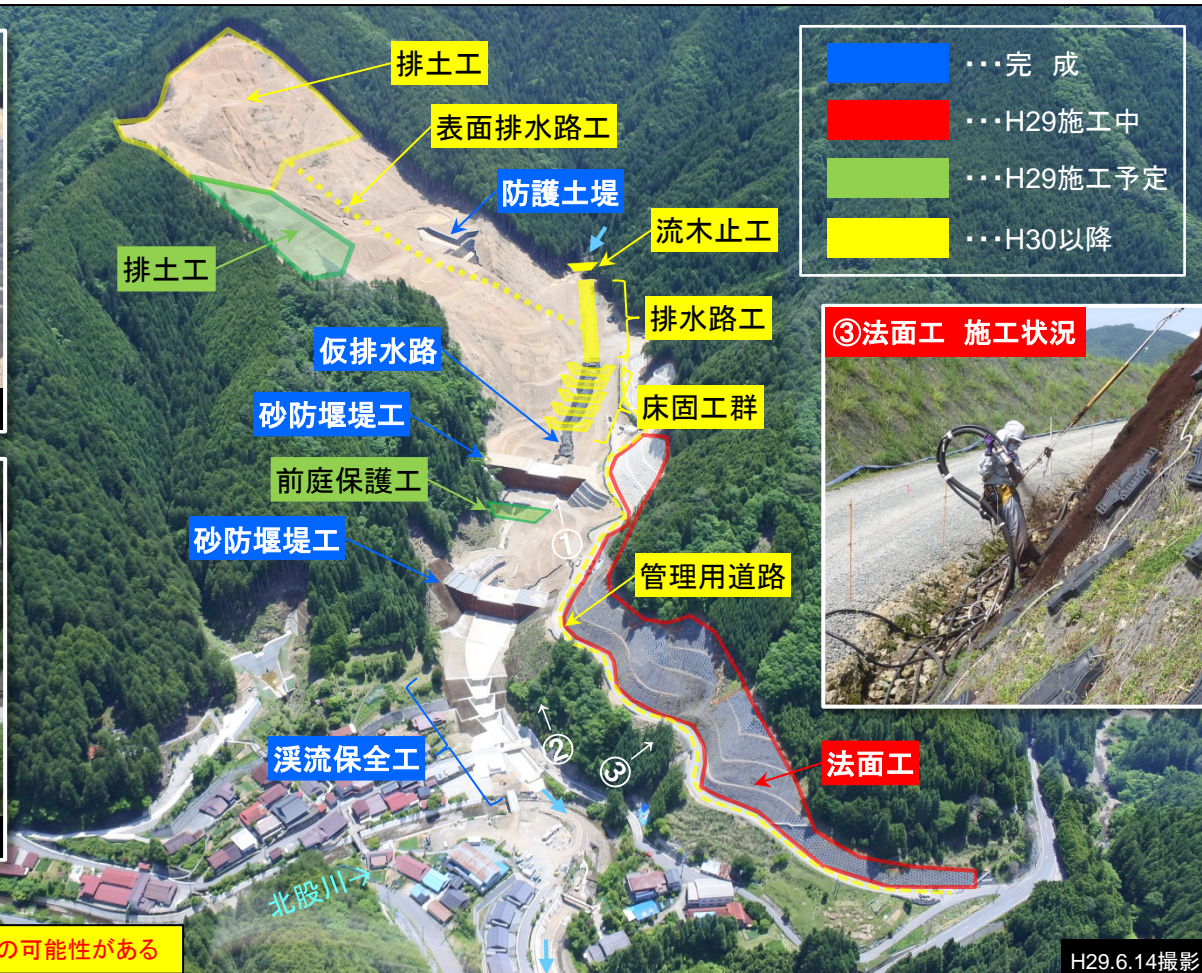 排土工
表面排水路工
防護土堤
流木止工
排土工
排水路工
仮排水路
床固工群
砂防堰堤工
前庭保護工
①
砂防堰堤工
管理用道路
②
③
渓流保全工
法面工
北股川→
の可能性がある
・・・完 成
・・・H29施工中
・・・H29施工予定
・・・H30以降
③法面工 施工状況
H29.6.14撮影